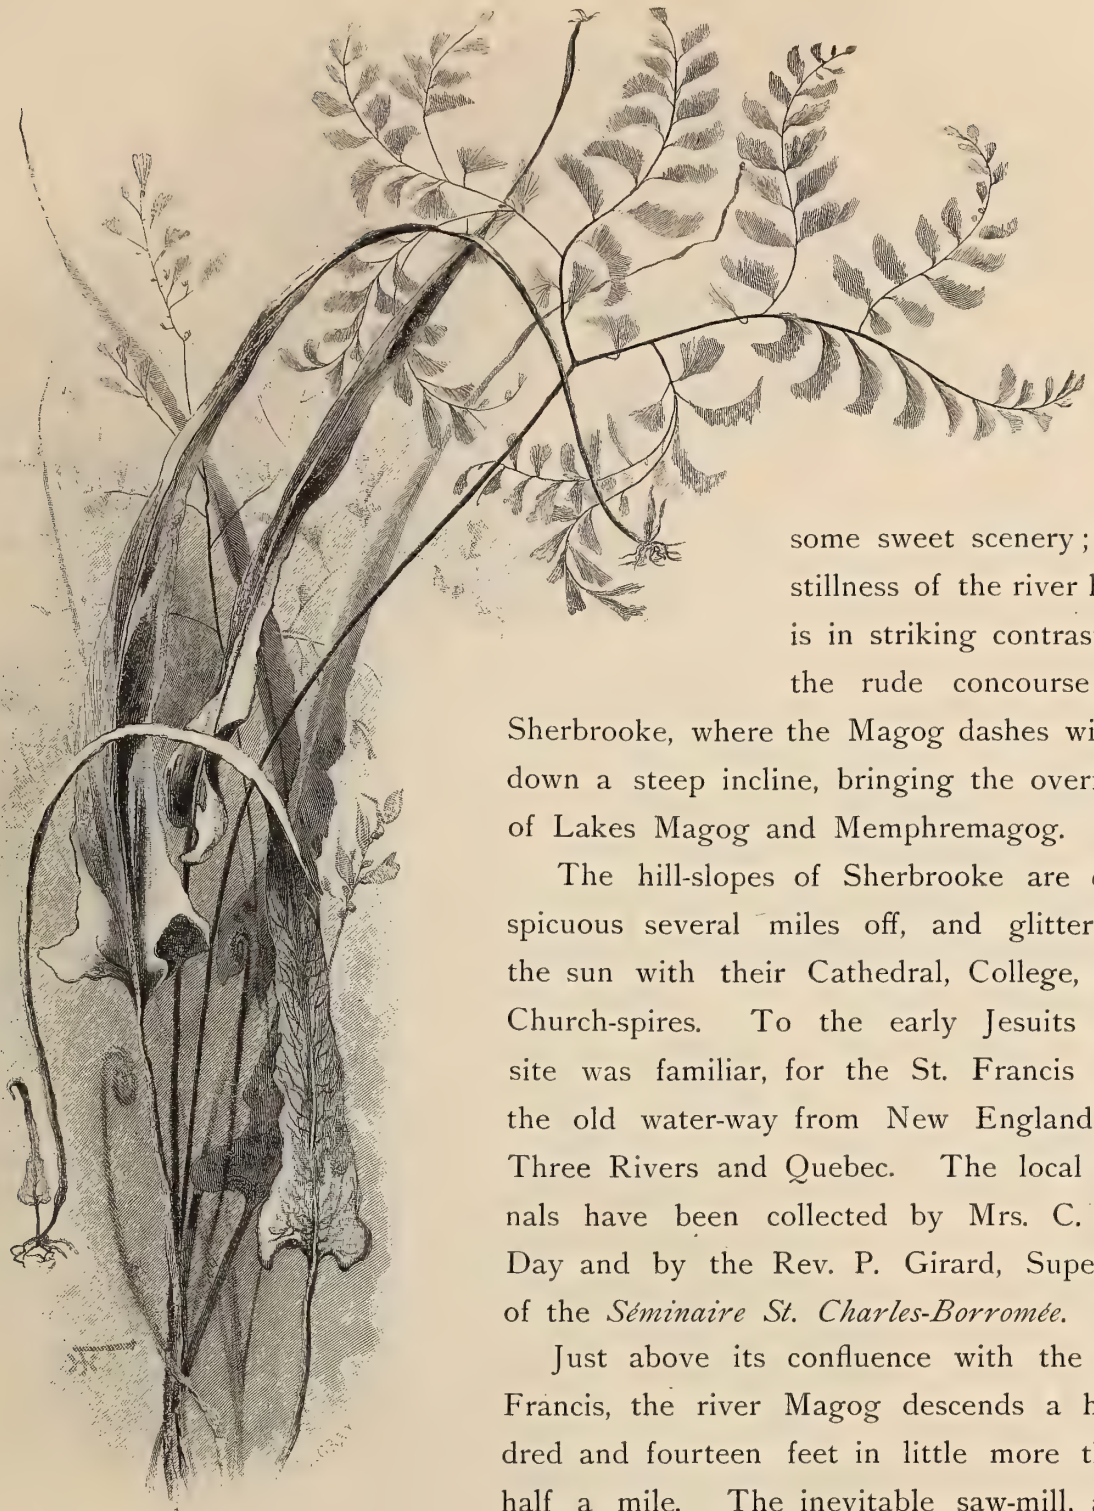 some sweet scenery ;
stillness of the river
is in striking contras
the rude concourse
Sherbrooke, where the Magog dashes wi
down a steep incline, bringing the over
of Lakes Magog and Memphremagog.
The hill-slopes of Sherbrooke are
spicuous several miles off, and glitter
the sun with their Cathedral, College,
Church-spires. To the early Jesuits
site was familiar, for the St. Francis
the old water-way from New England
Three Rivers and Quebec. The local
nals have been collected by Mrs. C.
Day and by the Rev. P. Girard, Supe
of the Séminaire St. Charles-Borromée.
Just above its confluence with the
Francis, the river Magog descends a h
dred and fourteen feet in little more t
half a mile. The inevitable saw-mill,